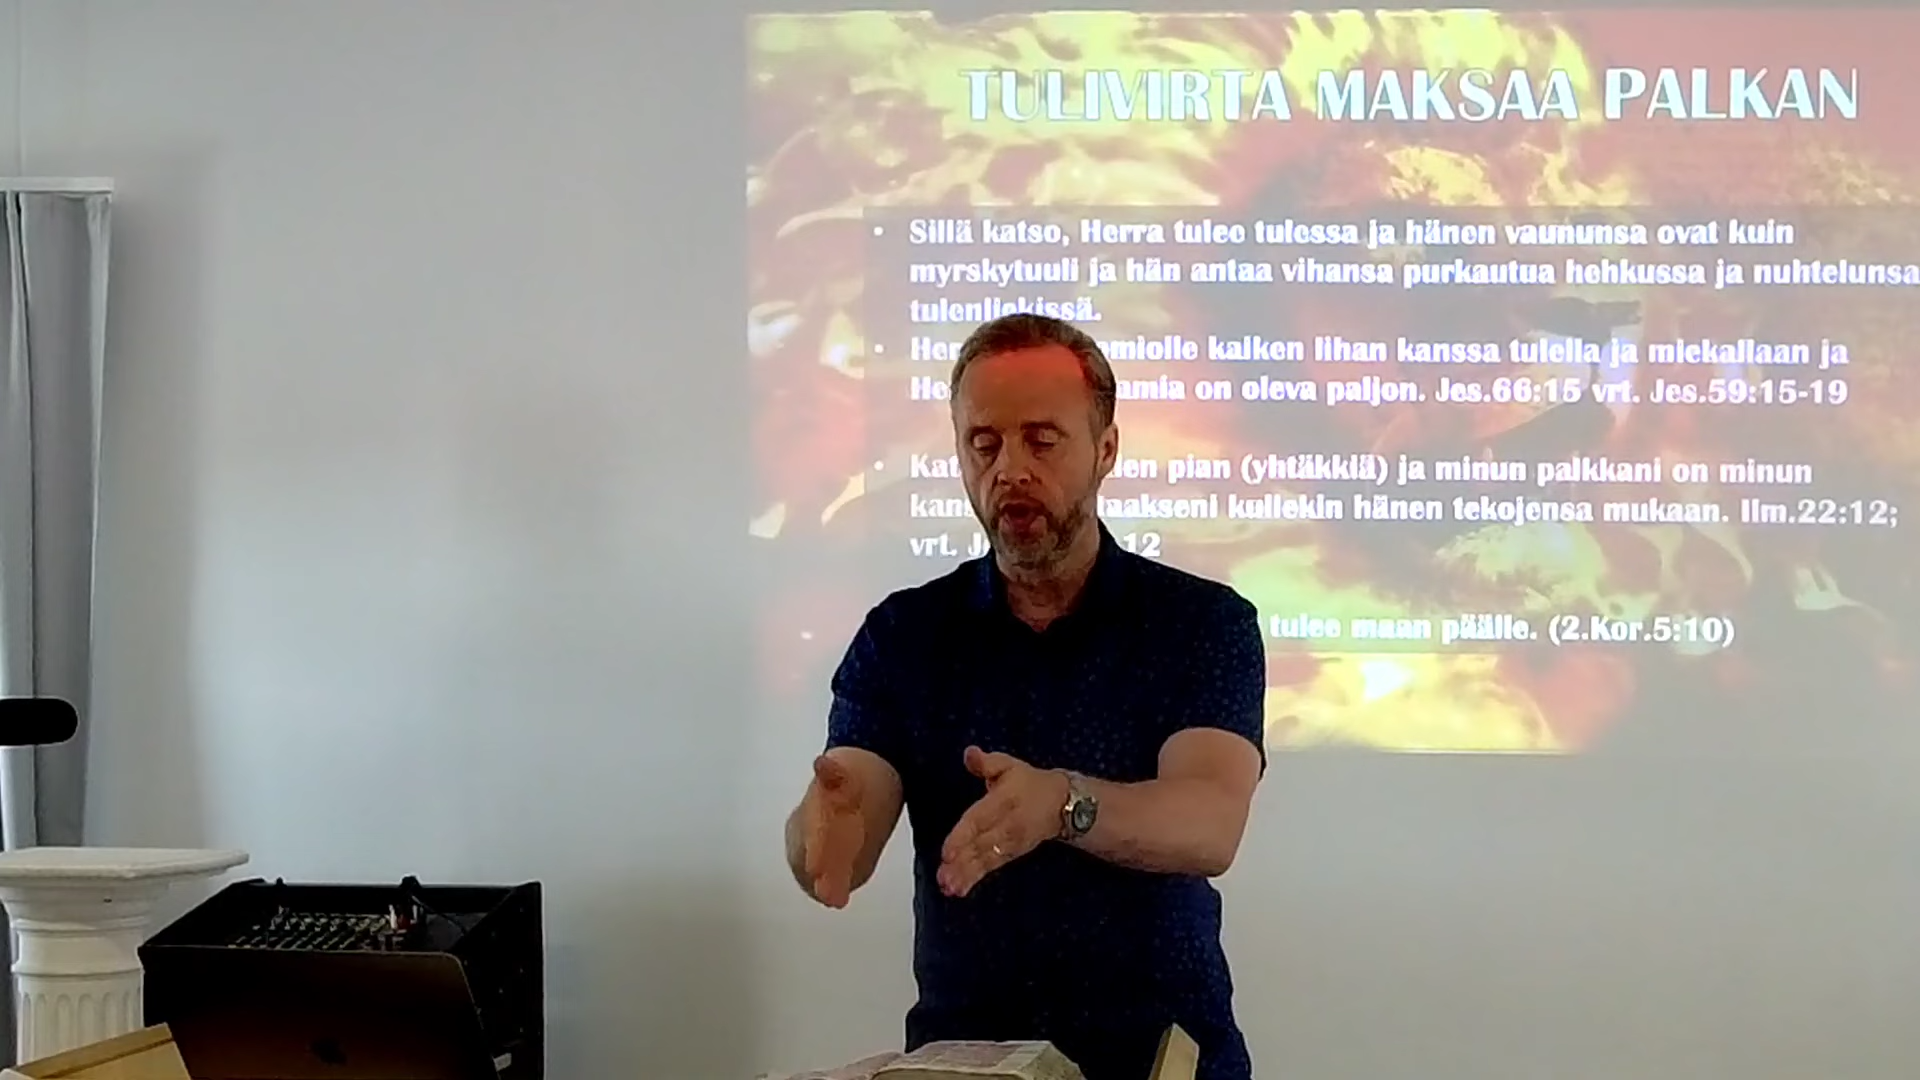 TULIVIRTA MAKSAA PALKAN
• Sillä katso, Herra tulee tulessa ja hänen vaununsa ovat kuin
myrskytuuli ja hän antaa vihansa purkautua hehkussa ja nuhtelunsa
tulenliekissä.
• kaiken lihan kanssa tulella ja miekallaan ja
on oleva paljon. Jes.66:15 vrt. Jes.59:15-19
• pian (yhtäkkiä) ja minun palkkani on minun
kullekin hänen tekojensa mukaan. Ilm.22:12;
vrt. 12
tulee maan päälle. (2.Kor.5:10)